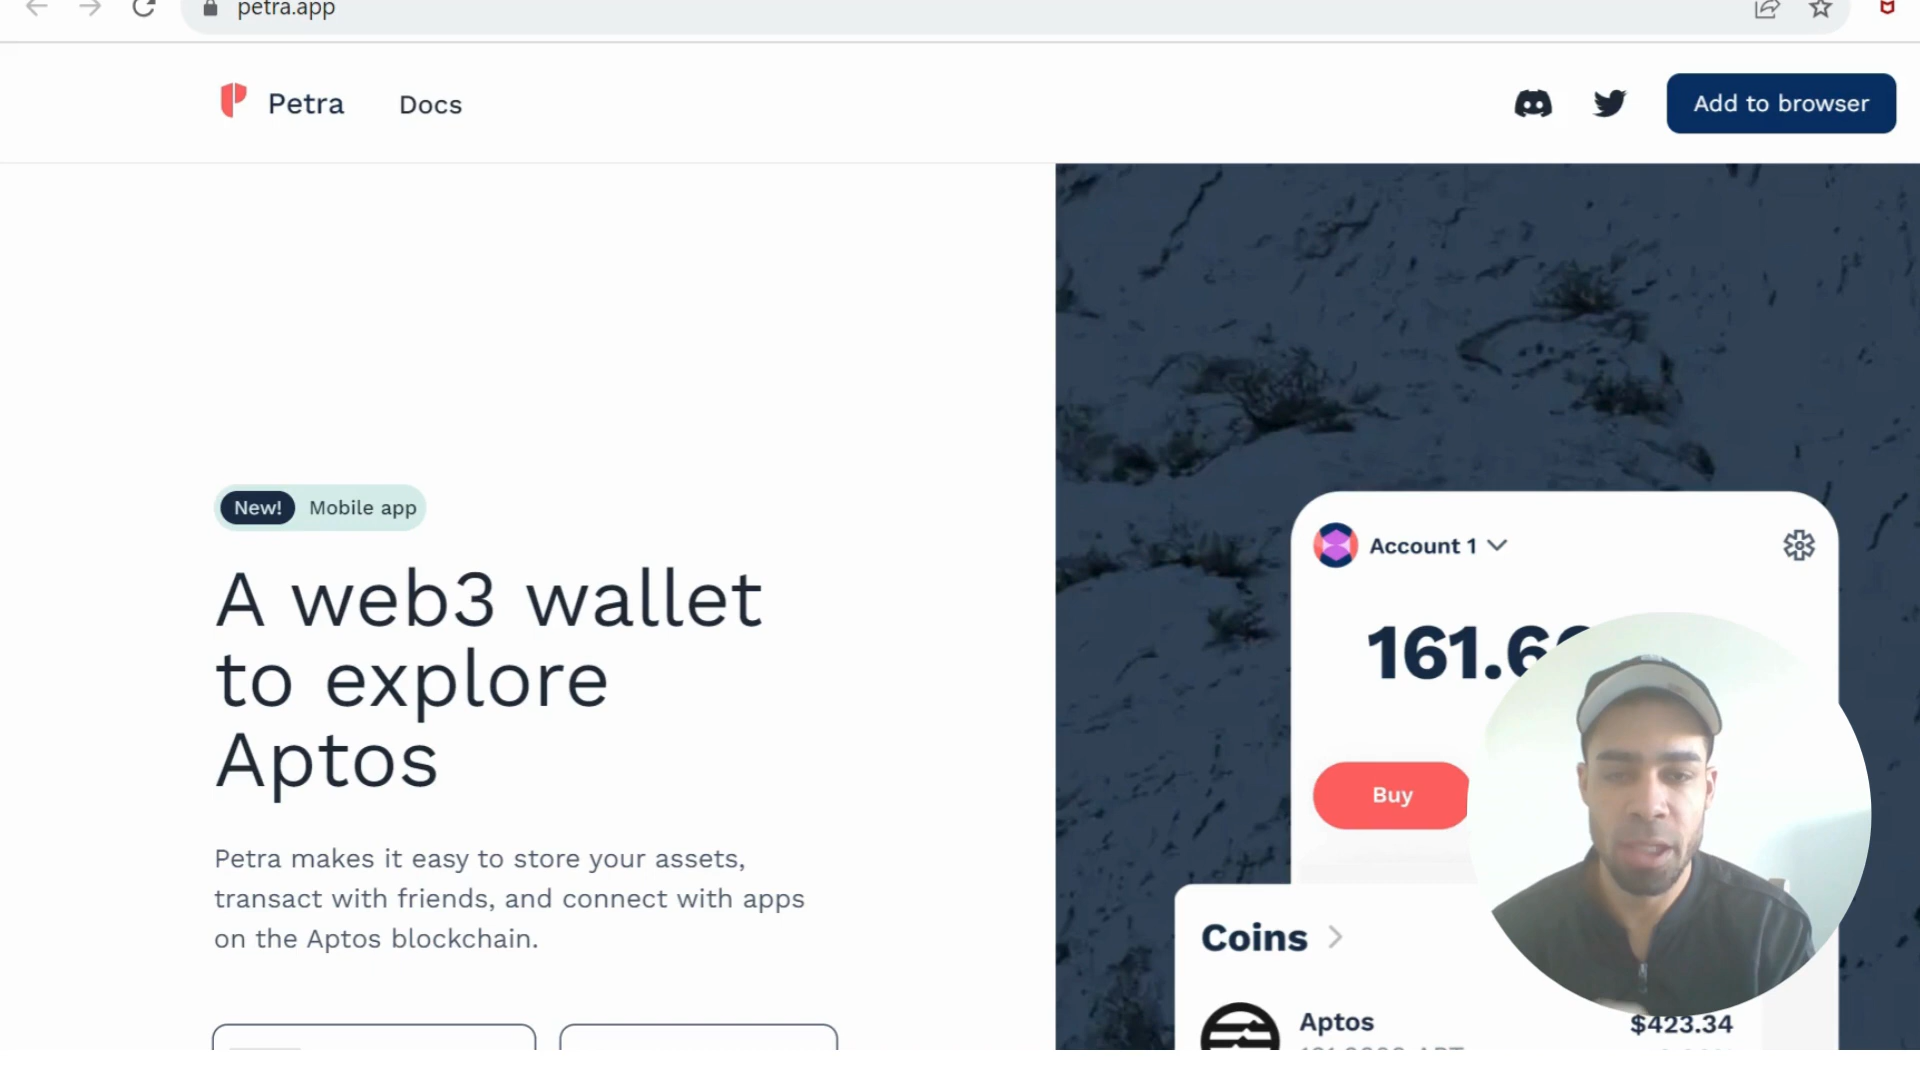 petra.app
Petra
Docs
Add to browser
New! Mobile app
A web3 wallet
to explore
Aptos
Petra makes it easy to store your assets,
transact with friends, and connect with apps
on the Aptos blockchain.
Account 1
161.6
Buy
Coins
Aptos
$423.34